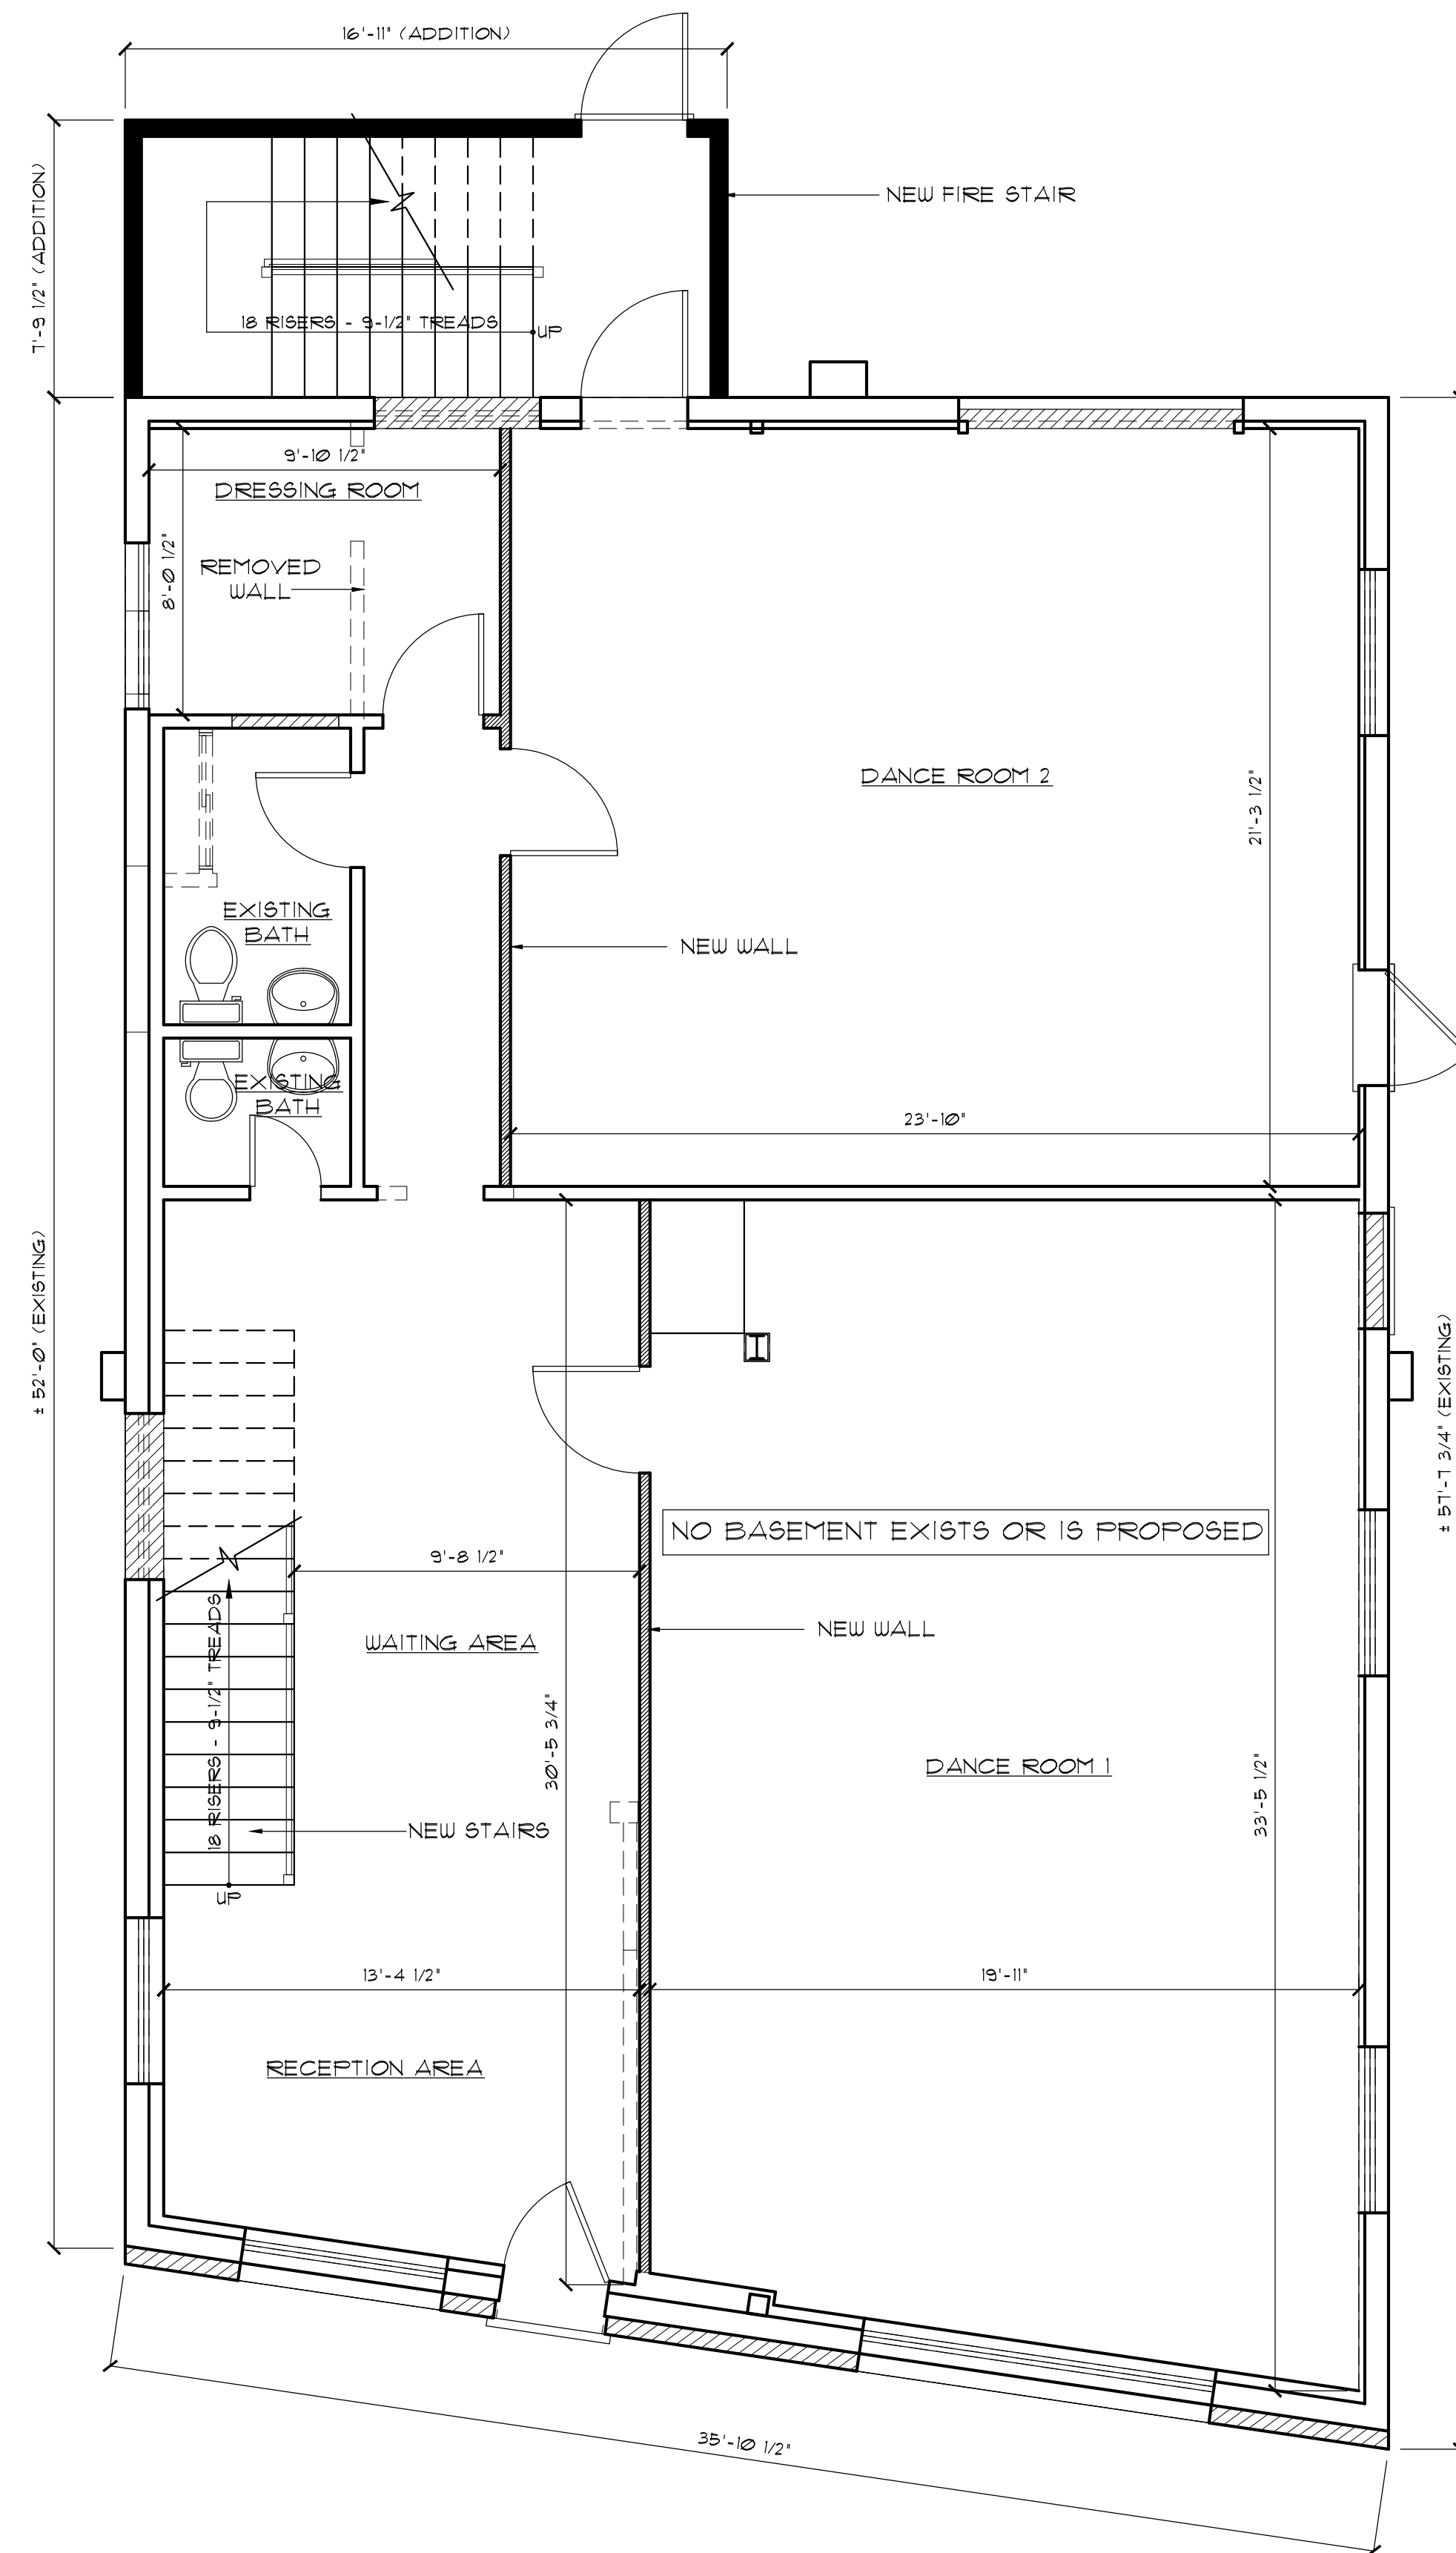 16'-11" (ADDITION)
7'-9 1/2" (ADDITION)
NEW FIRE STAIR
18 RISERS - 9-1/2" TREADS
UP
9'-10 1/2"
DRESSING ROOM
8'-0 1/2"
REMOVED
WALL
DANCE ROOM 2
21'-3 1/2"
EXISTING
BATH
NEW WALL
EXISTING
BATH
23'-10"
± 52'-0" (EXISTING)
± 57'-7 3/4" (EXISTING)
NO BASEMENT EXISTS OR IS PROPOSED
9'-8 1/2"
WAITING AREA
NEW WALL
18 RISERS - 9-1/2" TREADS
30'-5 3/4"
DANCE ROOM 1
33'-5 1/2"
NEW STAIRS
UP
13'-4 1/2"
19'-11"
RECEPTION AREA
35'-10 1/2"